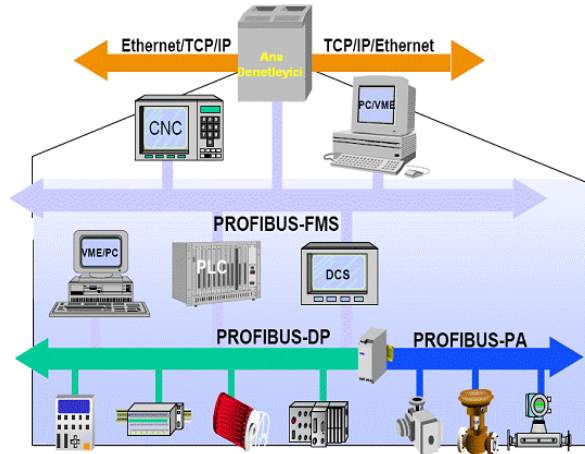 Ethernet/TCP/IP
Ana
Denetleyici
TCP/IP/Ethernet
CNC
PC/VME
PROFIBUS-FMS
VME/PC
PLC
DCS
PROFIBUS-DP
PROFIBUS-PA